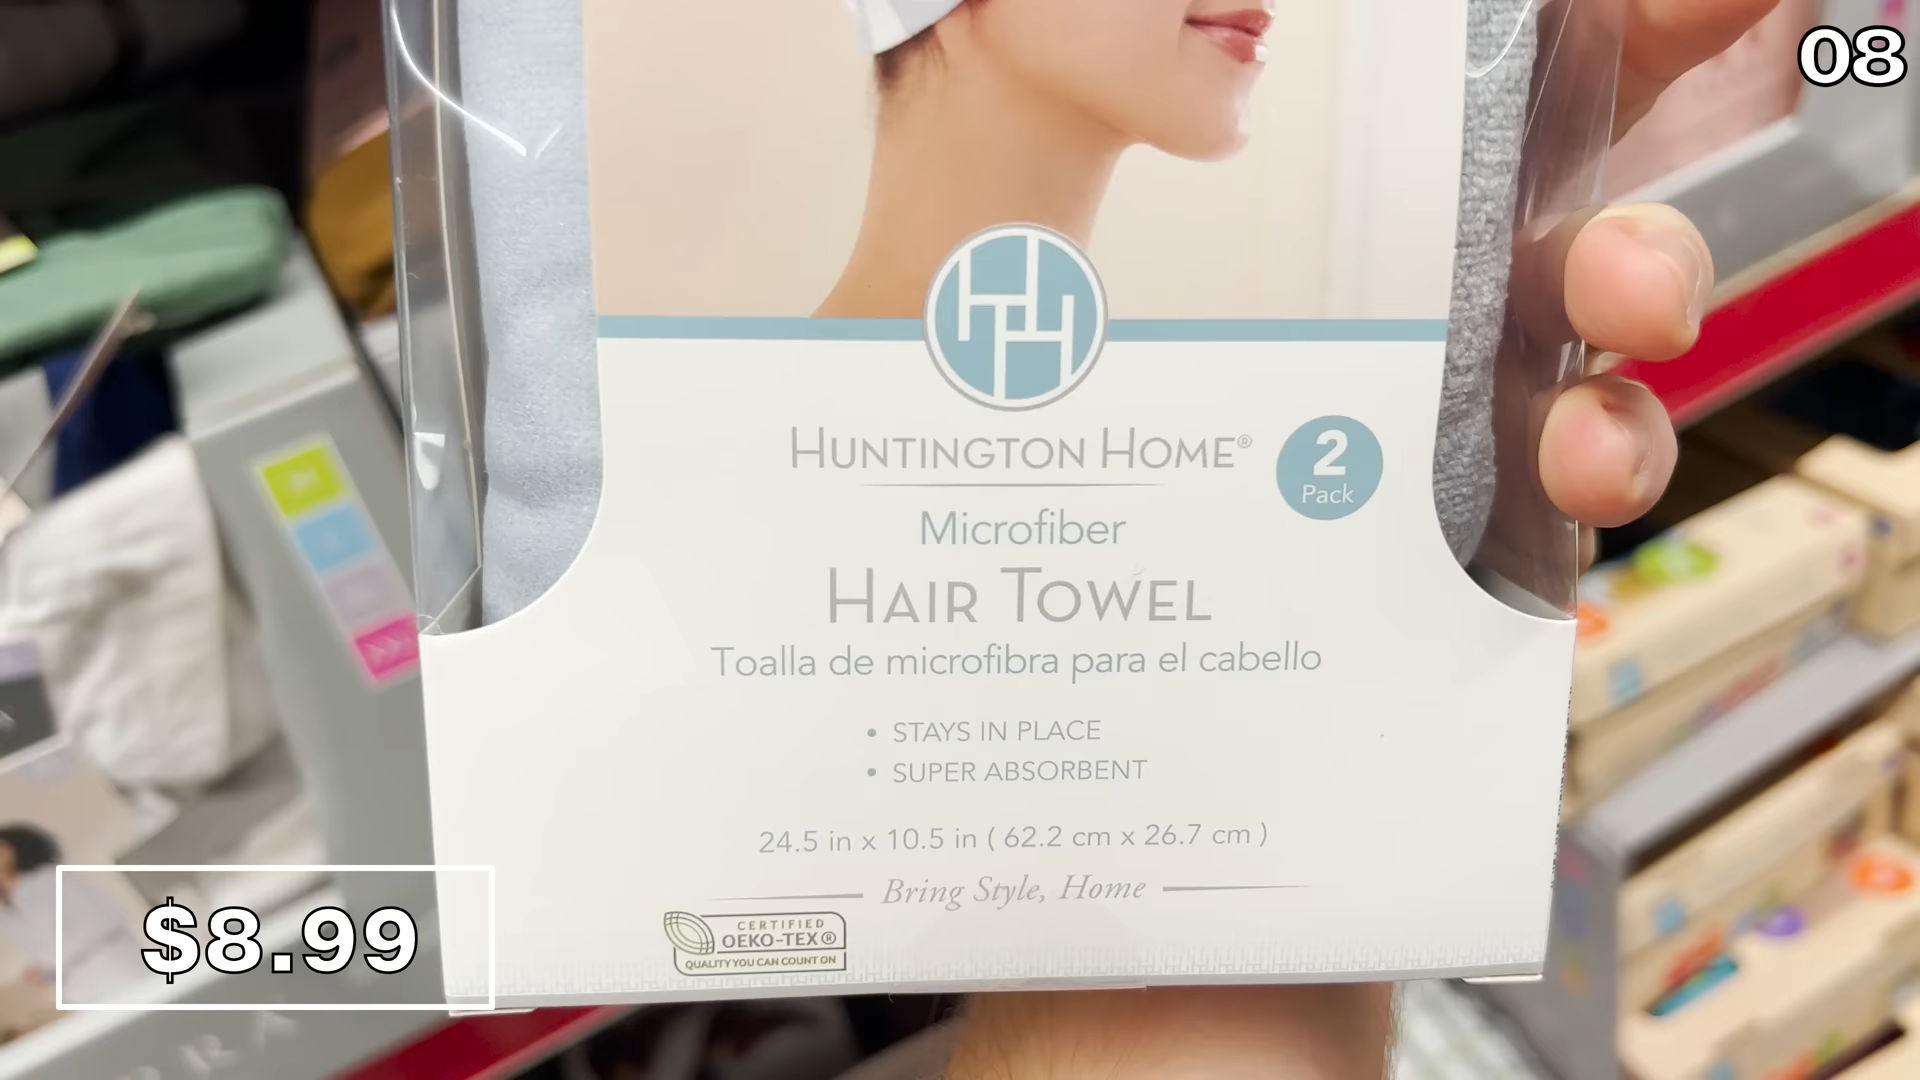 08
HUNTINGTON HOME®
2
Pack
Microfiber
HAIR TOWEL
Toalla de microfibra para el cabello
• STAYS IN PLACE
• SUPER ABSORBENT
24.5 in x 10.5 in ( 62.2 cm x 26.7 cm )
Bring Style, Home
CERTIFIED
OEKO-TEX®
QUALITY YOU CAN COUNT ON
$8.99